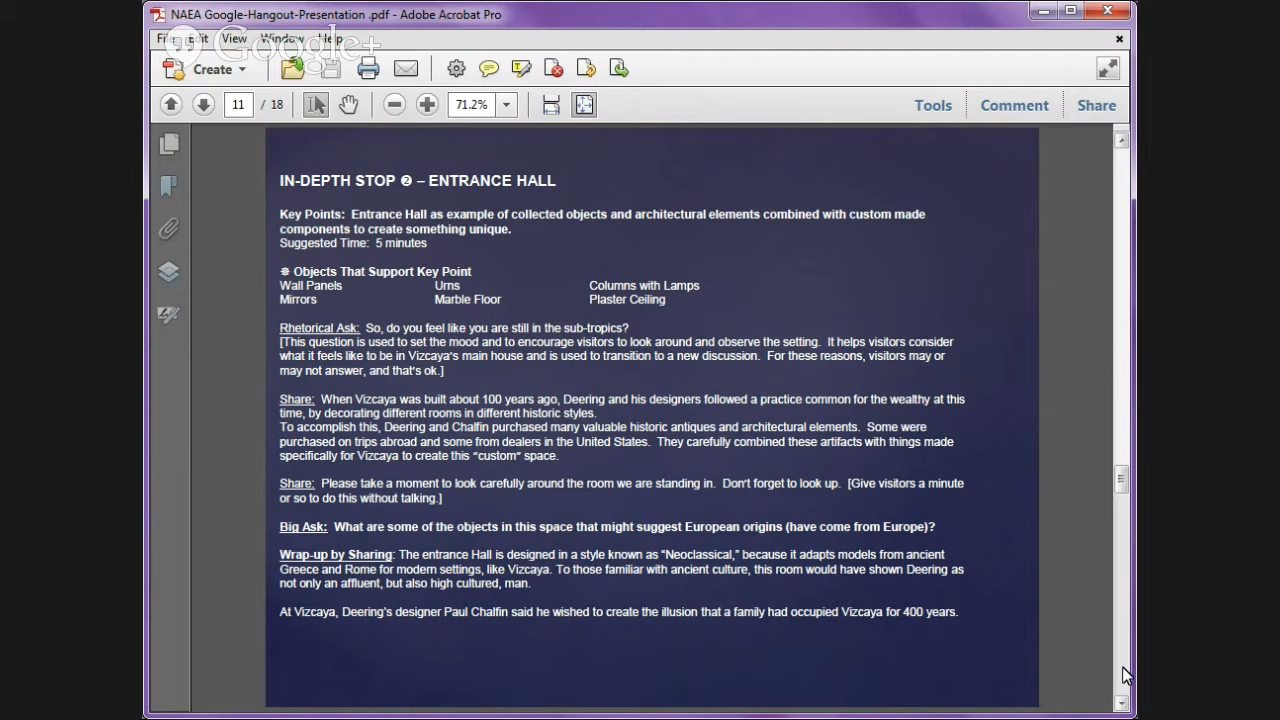 NAEA Google-Hangout-Presentation .pdf - Adobe Acrobat Pro
File Edit View Window Help
Google+
Create
11 / 18 71.2% Tools Comment Share
IN-DEPTH STOP ❷ – ENTRANCE HALL
Key Points: Entrance Hall as example of collected objects and architectural elements combined with custom made
components to create something unique.
Suggested Time: 5 minutes
❋ Objects That Support Key Point
Wall Panels Urns Columns with Lamps
Mirrors Marble Floor Plaster Ceiling
Rhetorical Ask: So, do you feel like you are still in the sub-tropics?
[This question is used to set the mood and to encourage visitors to look around and observe the setting. It helps visitors consider
what it feels like to be in Vizcaya's main house and is used to transition to a new discussion. For these reasons, visitors may or
may not answer, and that's ok.]
Share: When Vizcaya was built about 100 years ago, Deering and his designers followed a practice common for the wealthy at this
time, by decorating different rooms in different historic styles.
To accomplish this, Deering and Chalfin purchased many valuable historic antiques and architectural elements. Some were
purchased on trips abroad and some from dealers in the United States. They carefully combined these artifacts with things made
specifically for Vizcaya to create this "custom" space.
Share: Please take a moment to look carefully around the room we are standing in. Don't forget to look up. [Give visitors a minute
or so to do this without talking.]
Big Ask: What are some of the objects in this space that might suggest European origins (have come from Europe)?
Wrap-up by Sharing: The entrance Hall is designed in a style known as "Neoclassical," because it adapts models from ancient
Greece and Rome for modern settings, like Vizcaya. To those familiar with ancient culture, this room would have shown Deering as
not only an affluent, but also high cultured, man.
At Vizcaya, Deering's designer Paul Chalfin said he wished to create the illusion that a family had occupied Vizcaya for 400 years.